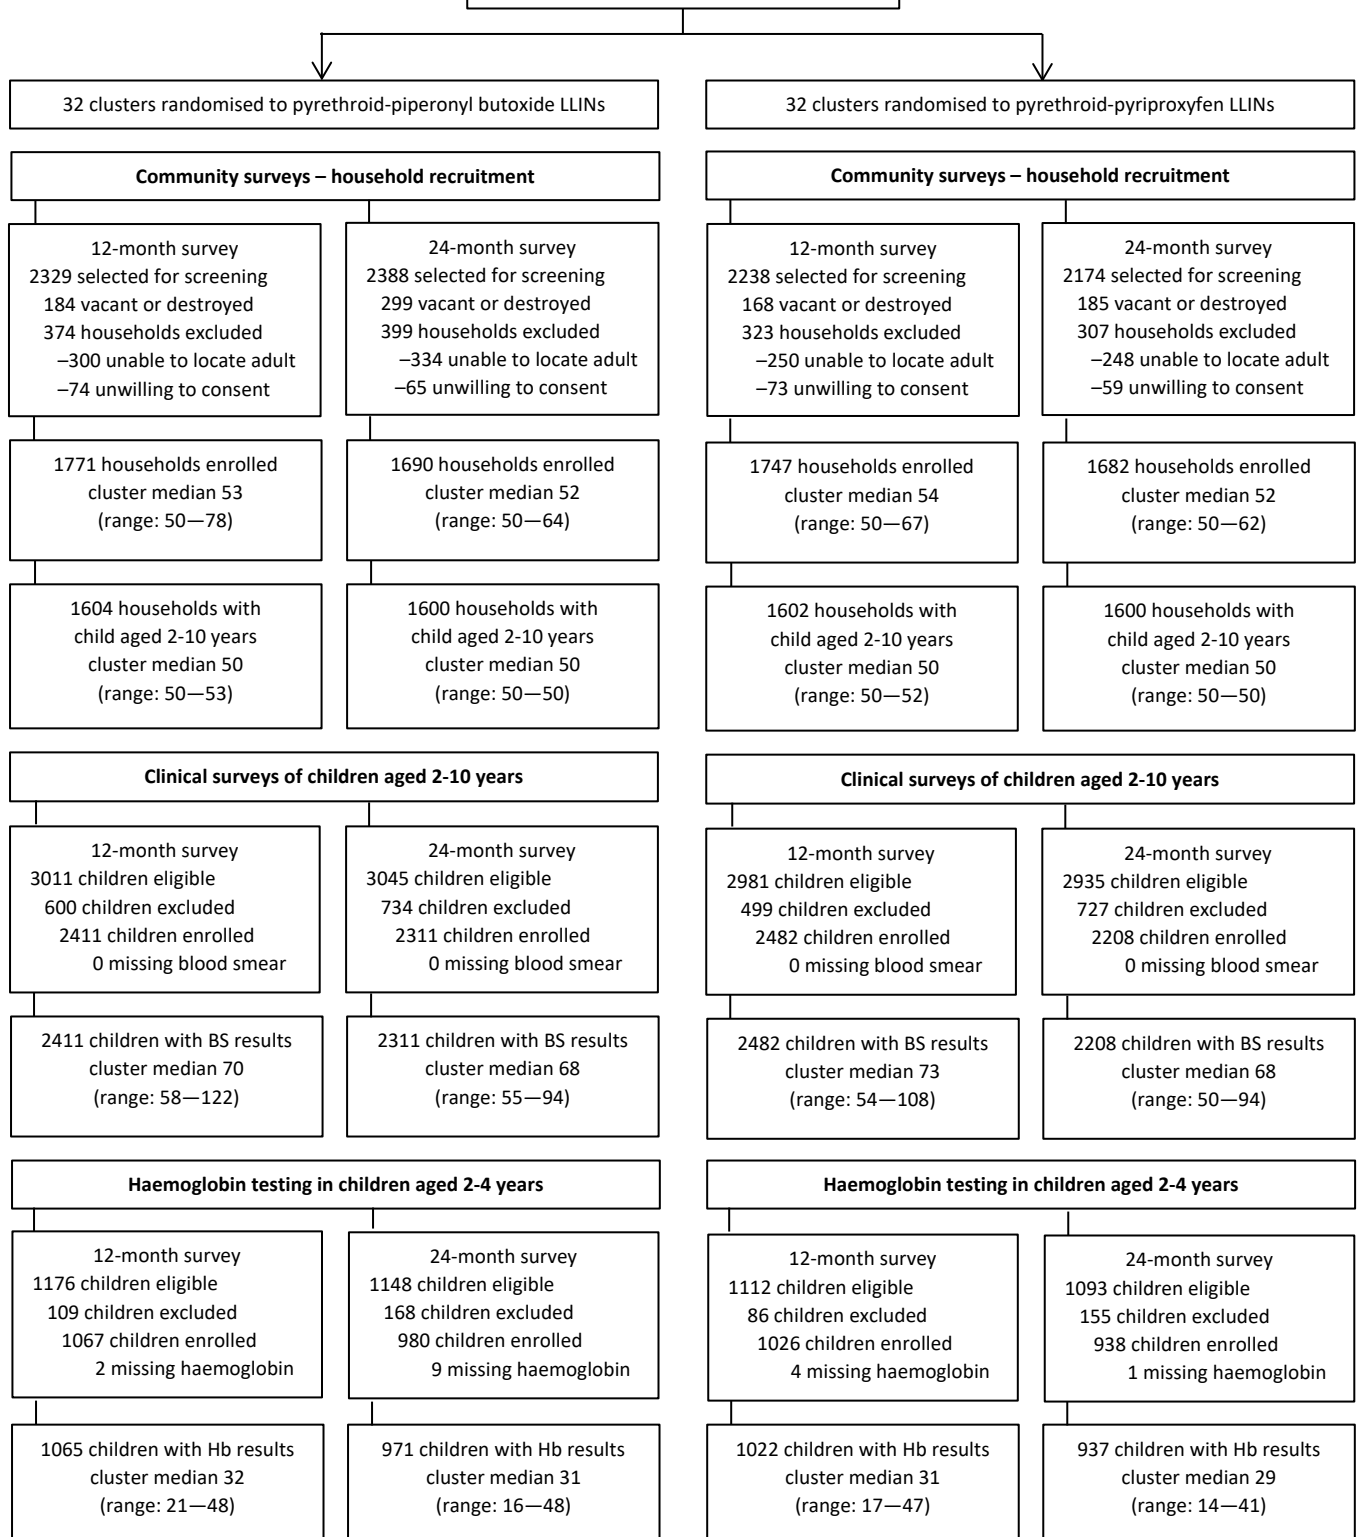 32 clusters randomised to pyrethroid-piperonyl butoxide LLINs
Community surveys – household recruitment
12-month survey
2329 selected for screening
184 vacant or destroyed
374 households excluded
–300 unable to locate adult
–74 unwilling to consent
24-month survey
2388 selected for screening
299 vacant or destroyed
399 households excluded
–334 unable to locate adult
–65 unwilling to consent
1771 households enrolled
cluster median 53
(range: 50—78)
1690 households enrolled
cluster median 52
(range: 50—64)
1604 households with
child aged 2-10 years
cluster median 50
(range: 50—53)
1600 households with
child aged 2-10 years
cluster median 50
(range: 50—50)
Clinical surveys of children aged 2-10 years
12-month survey
3011 children eligible
600 children excluded
2411 children enrolled
0 missing blood smear
24-month survey
3045 children eligible
734 children excluded
2311 children enrolled
0 missing blood smear
2411 children with BS results
cluster median 70
(range: 58—122)
2311 children with BS results
cluster median 68
(range: 55—94)
Haemoglobin testing in children aged 2-4 years
12-month survey
1176 children eligible
109 children excluded
1067 children enrolled
2 missing haemoglobin
24-month survey
1148 children eligible
168 children excluded
980 children enrolled
9 missing haemoglobin
1065 children with Hb results
cluster median 32
(range: 21—48)
971 children with Hb results
cluster median 31
(range: 16—48)
32 clusters randomised to pyrethroid-pyriproxyfen LLINs
Community surveys – household recruitment
12-month survey
2238 selected for screening
168 vacant or destroyed
323 households excluded
–250 unable to locate adult
–73 unwilling to consent
24-month survey
2174 selected for screening
185 vacant or destroyed
307 households excluded
–248 unable to locate adult
–59 unwilling to consent
1747 households enrolled
cluster median 54
(range: 50—67)
1682 households enrolled
cluster median 52
(range: 50—62)
1602 households with
child aged 2-10 years
cluster median 50
(range: 50—52)
1600 households with
child aged 2-10 years
cluster median 50
(range: 50—50)
Clinical surveys of children aged 2-10 years
12-month survey
2981 children eligible
499 children excluded
2482 children enrolled
0 missing blood smear
24-month survey
2935 children eligible
727 children excluded
2208 children enrolled
0 missing blood smear
2482 children with BS results
cluster median 73
(range: 54—108)
2208 children with BS results
cluster median 68
(range: 50—94)
Haemoglobin testing in children aged 2-4 years
12-month survey
1112 children eligible
86 children excluded
1026 children enrolled
4 missing haemoglobin
24-month survey
1093 children eligible
155 children excluded
938 children enrolled
1 missing haemoglobin
1022 children with Hb results
cluster median 31
(range: 17—47)
937 children with Hb results
cluster median 29
(range: 14—41)